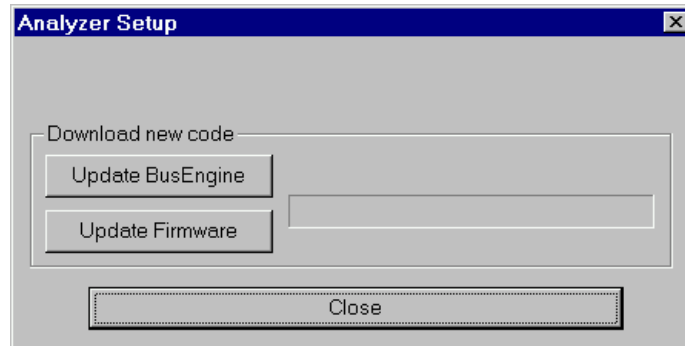 Analyzer Setup
Download new code
Update BusEngine
Update Firmware
Close